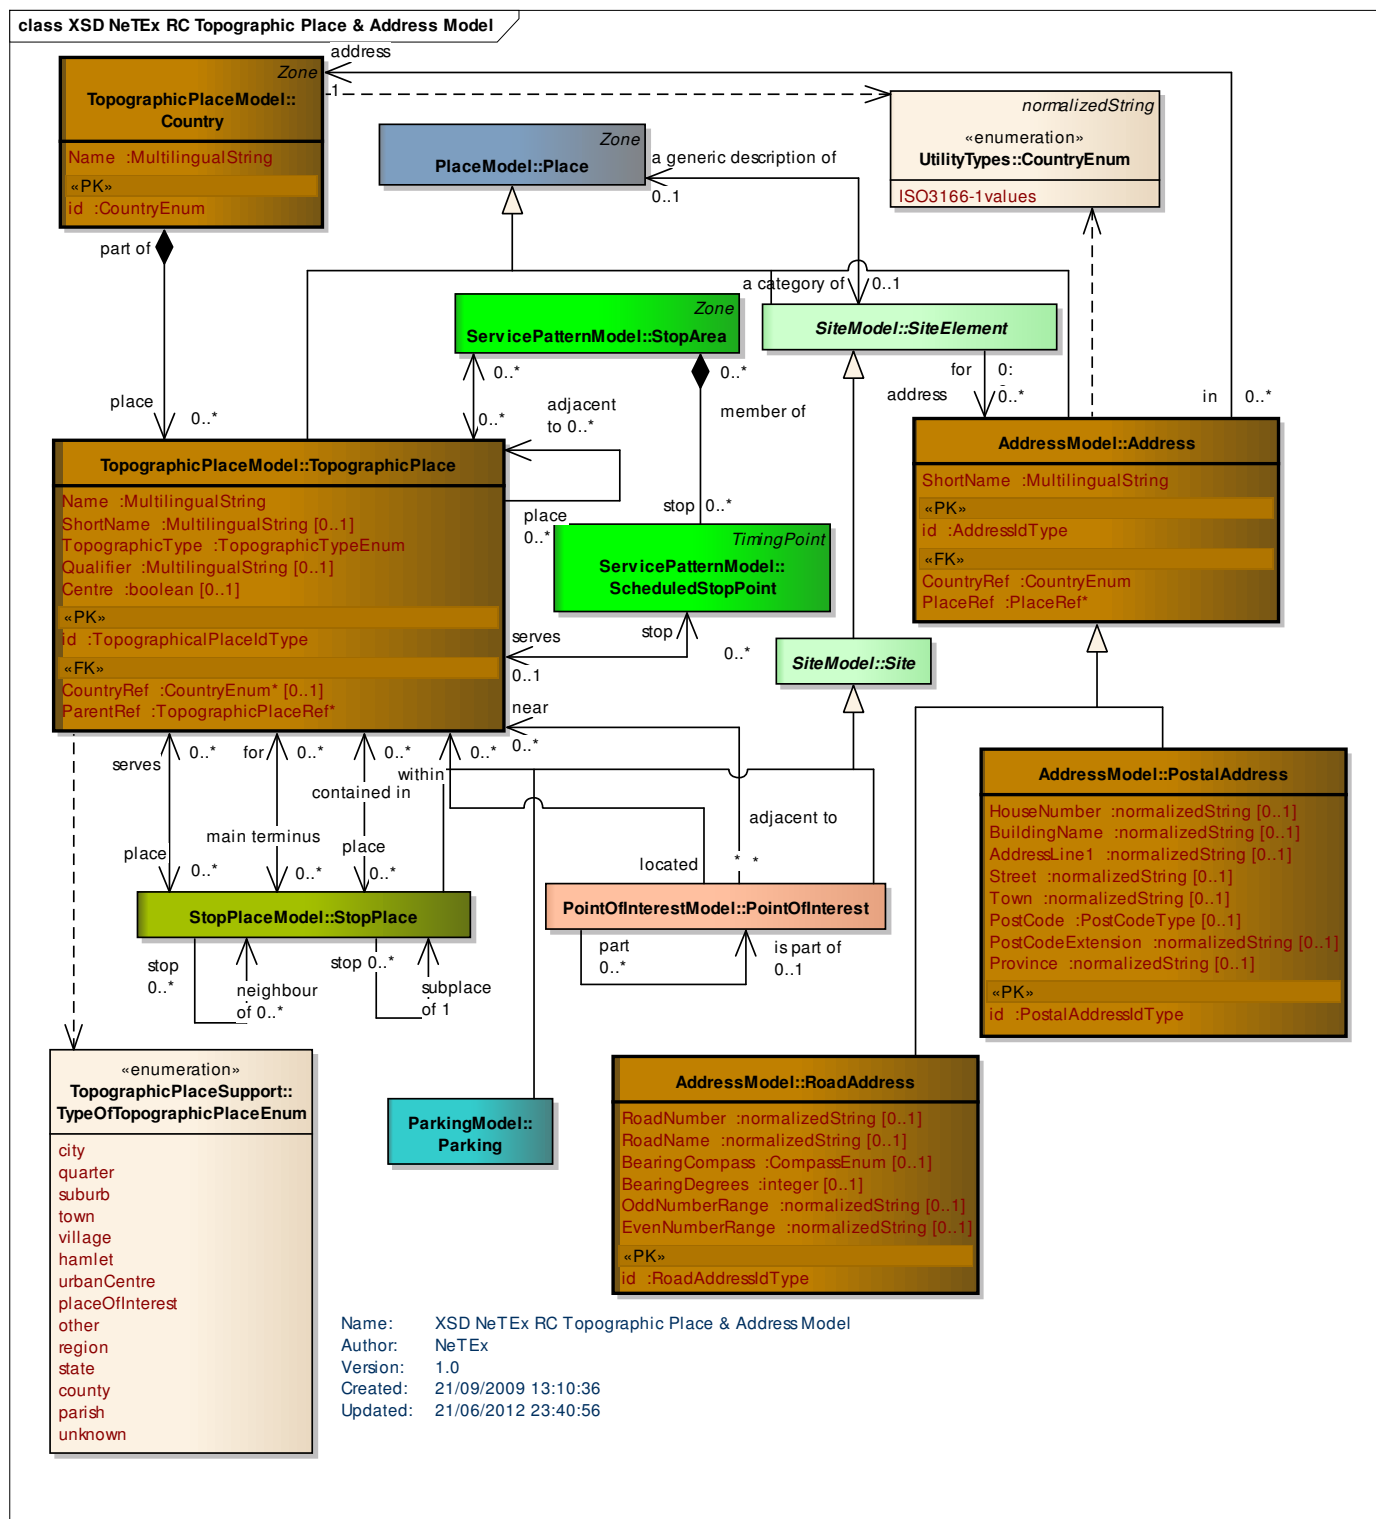 class XSD NeTEx RC Topographic Place & Address Model
address
Zone
TopographicPlaceModel::
Country
Name :MultilingualString
«PK»
id :CountryEnum
1
normalizedString
«enumeration»
UtilityTypes::CountryEnum
ISO3166-1values
Zone
PlaceModel::Place
a generic description of
0..1
part of
a category of
0..1
Zone
ServicePatternModel::StopArea
SiteModel::SiteElement
0..*
0..*
for
0:
address
0..*
in
0..*
place
0..*
0..*
adjacent
to 0..*
member of
TopographicPlaceModel::TopographicPlace
Name :MultilingualString
ShortName :MultilingualString [0..1]
TopographicType :TopographicTypeEnum
Qualifier :MultilingualString [0..1]
Centre :boolean [0..1]
«PK»
id :TopographicalPlaceIdType
«FK»
CountryRef :CountryEnum* [0..1]
ParentRef :TopographicPlaceRef*
AddressModel::Address
ShortName :MultilingualString
«PK»
id :AddressIdType
«FK»
CountryRef :CountryEnum
PlaceRef :PlaceRef*
place
0..*
stop 0..*
TimingPoint
ServicePatternModel::
ScheduledStopPoint
serves
0..1
stop
0..*
SiteModel::Site
near
0..*
serves
0..*
for
0..*
0..*
0..*
within
contained in
main terminus
place
0..*
0..*
place
0..*
adjacent to
located
* *
StopPlaceModel::StopPlace
PointOfInterestModel::PointOfInterest
stop
0..*
neighbour
of 0..*
stop 0..*
subplace
of 1
part
0..*
is part of
0..1
AddressModel::PostalAddress
HouseNumber :normalizedString [0..1]
BuildingName :normalizedString [0..1]
AddressLine1 :normalizedString [0..1]
Street :normalizedString [0..1]
Town :normalizedString [0..1]
PostCode :PostCodeType [0..1]
PostCodeExtension :normalizedString [0..1]
Province :normalizedString [0..1]
«PK»
id :PostalAddressIdType
«enumeration»
TopographicPlaceSupport::
TypeOfTopographicPlaceEnum
city
quarter
suburb
town
village
hamlet
urbanCentre
placeOfInterest
other
region
state
county
parish
unknown
ParkingModel::
Parking
AddressModel::RoadAddress
RoadNumber :normalizedString [0..1]
RoadName :normalizedString [0..1]
BearingCompass :CompassEnum [0..1]
BearingDegrees :integer [0..1]
OddNumberRange :normalizedString [0..1]
EvenNumberRange :normalizedString [0..1]
«PK»
id :RoadAddressIdType
Name: XSD NeTEx RC Topographic Place & Address Model
Author: NeTEx
Version: 1.0
Created: 21/09/2009 13:10:36
Updated: 21/06/2012 23:40:56